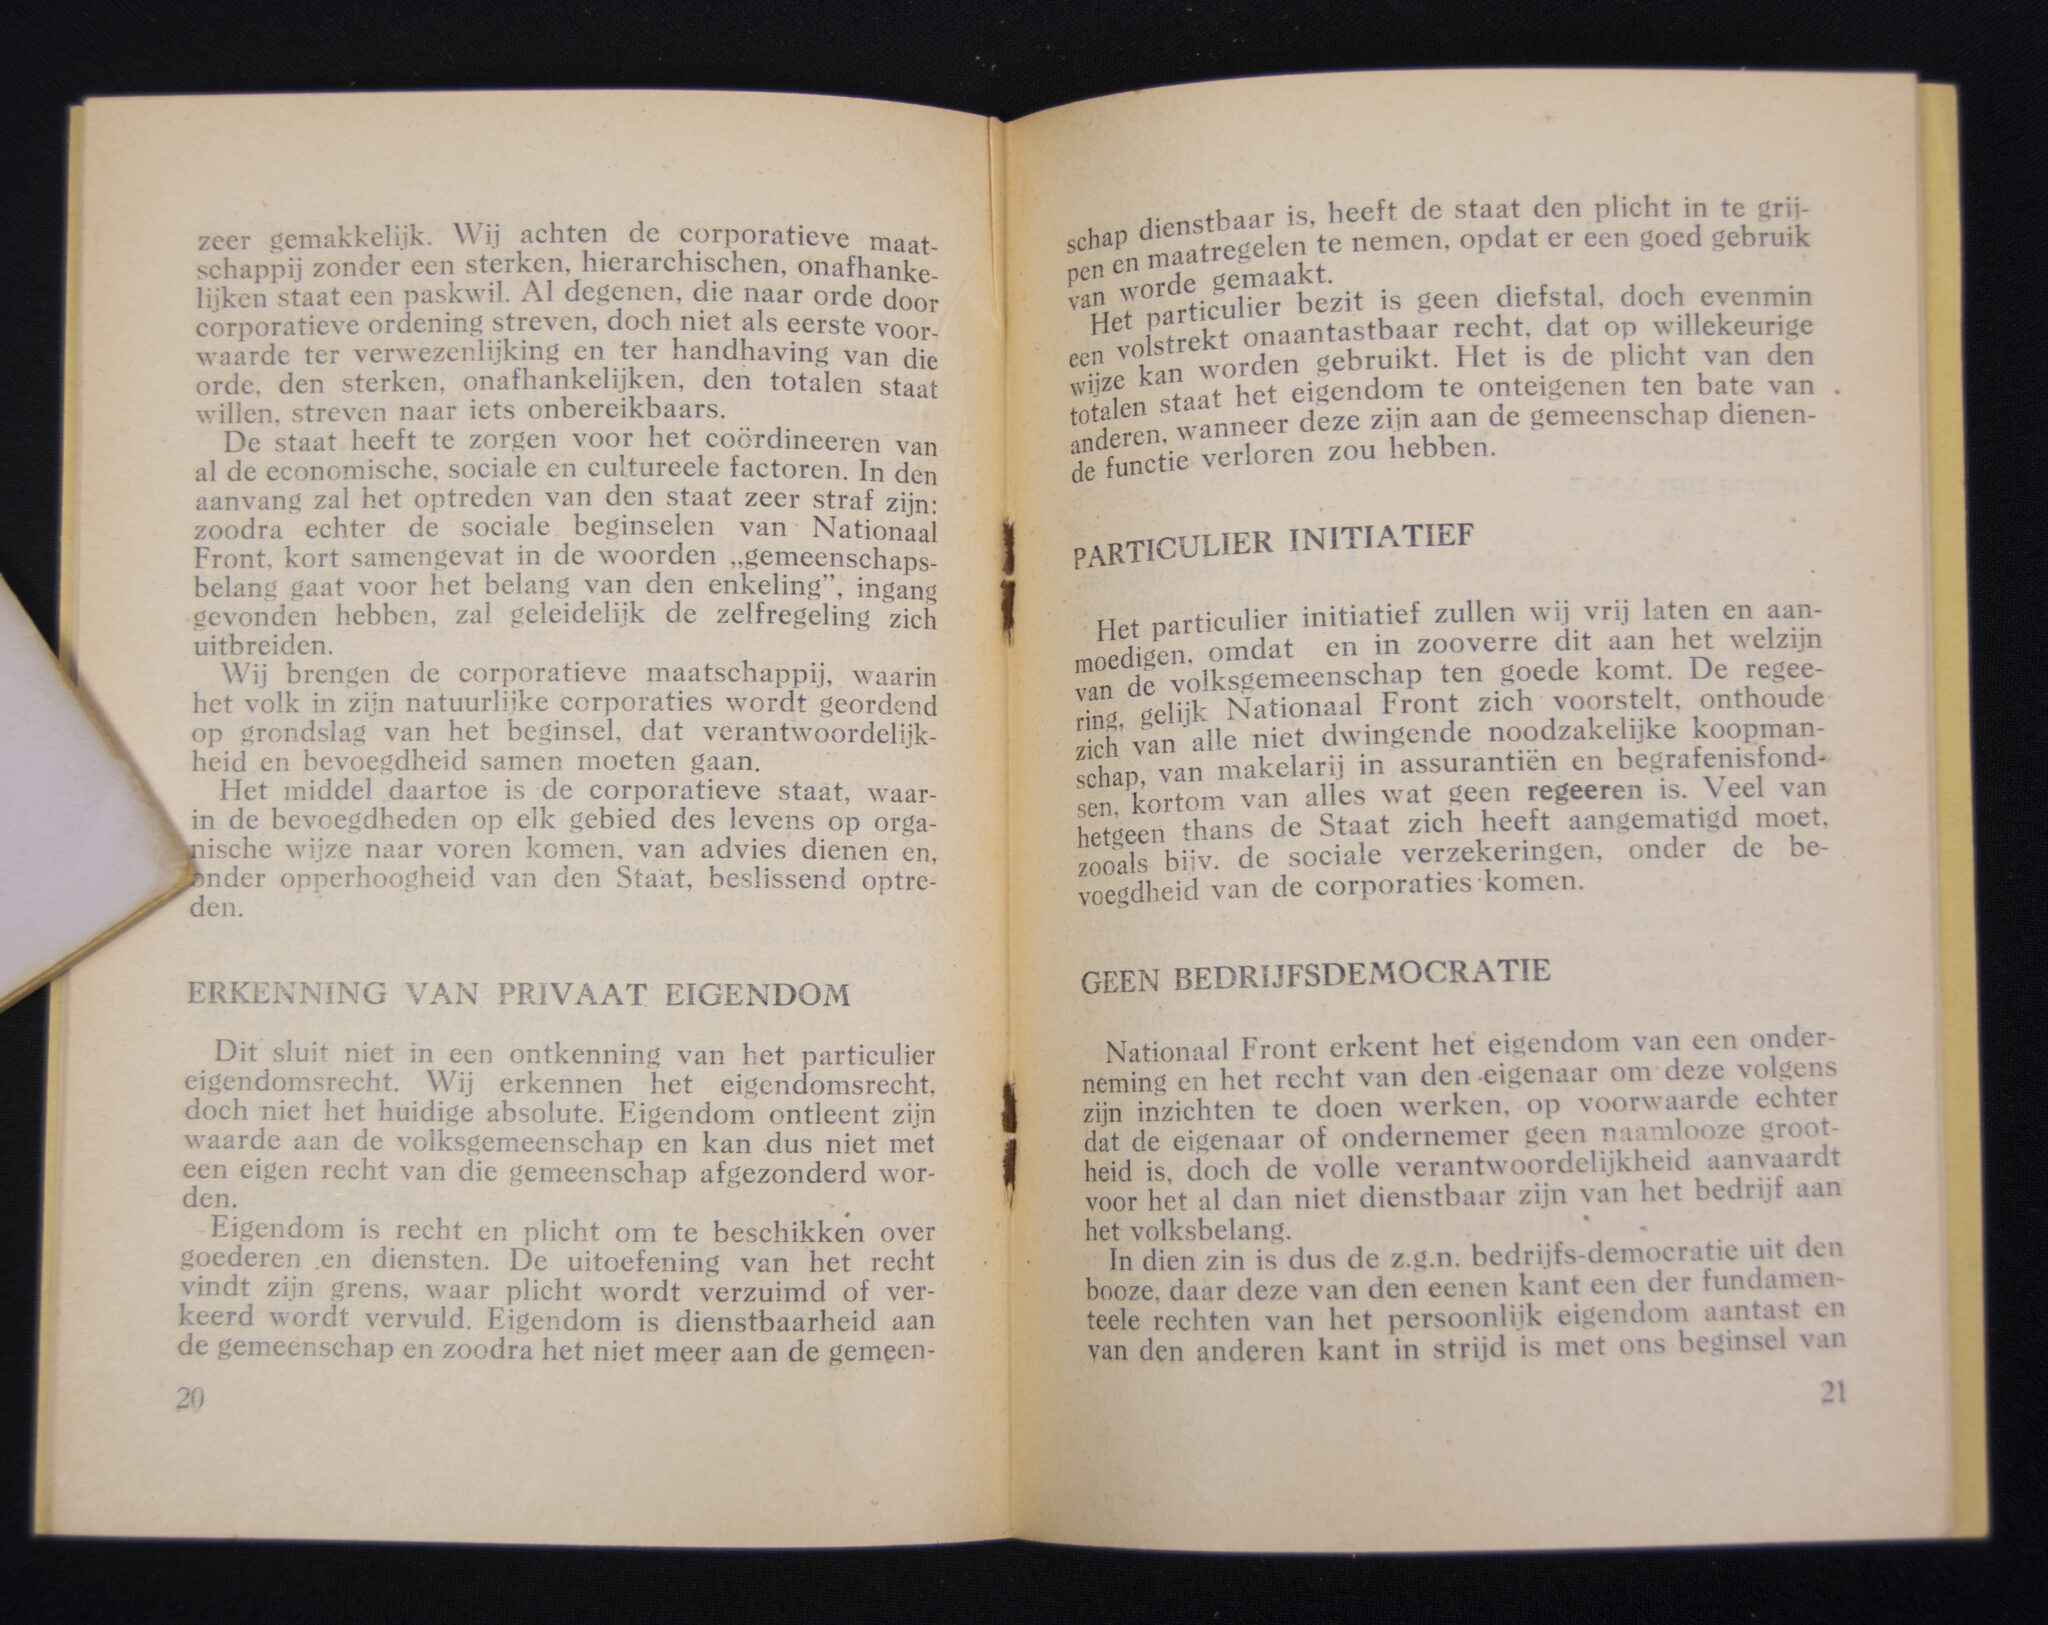 zeer gemakkelijk. Wij achten de corporatieve maat-
schappij zonder een sterken, hierarchischen, onafhanke-
lijken staat een paskwil. Al degenen, die naar orde door
corporatieve ordening streven, doch niet als eerste voor-
waarde ter verwezenlijking en ter handhaving van die
orde, den sterken, onafhankelijken, den totalen staat
willen, streven naar iets onbereikbaars.
De staat heeft te zorgen voor het coördineeren van
al de economische, sociale en cultureele factoren. In den
aanvang zal het optreden van den staat zeer straf zijn:
zoodra echter de sociale beginselen van Nationaal
Front, kort samengevat in de woorden „gemeenschaps-
belang gaat voor het belang van den enkeling”, ingang
gevonden hebben, zal geleidelijk de zelfregeling zich
uitbreiden.
Wij brengen de corporatieve maatschappij, waarin
het volk in zijn natuurlijke corporaties wordt geordend
op grondslag van het beginsel, dat verantwoordelijk-
heid en bevoegdheid samen moeten gaan.
Het middel daartoe is de corporatieve staat, waar-
in de bevoegdheden op elk gebied des levens op orga-
nische wijze naar voren komen, van advies dienen en,
onder opperhoogheid van den Staat, beslissend optre-
den.
ERKENNING VAN PRIVAAT EIGENDOM
Dit sluit niet in een ontkenning van het particulier
eigendomsrecht. Wij erkennen het eigendomsrecht,
doch niet het huidige absolute. Eigendom ontleent zijn
waarde aan de volksgemeenschap en kan dus niet met
een eigen recht van die gemeenschap afgezonderd wor-
den.
Eigendom is recht en plicht om te beschikken over
goederen en diensten. De uitoefening van het recht
vindt zijn grens, waar plicht wordt verzuimd of ver-
keerd wordt vervuld. Eigendom is dienstbaarheid aan
de gemeenschap en zoodra het niet meer aan de gemeen-
20
schap dienstbaar is, heeft de staat den plicht in te grij-
pen en maatregelen te nemen, opdat er een goed gebruik
van worde gemaakt.
Het particulier bezit is geen diefstal, doch evenmin
een volstrekt onaantastbaar recht, dat op willekeurige
wijze kan worden gebruikt. Het is de plicht van den
totalen staat het eigendom te onteigenen ten bate van
anderen, wanneer deze zijn aan de gemeenschap dienen-
de functie verloren zou hebben.
PARTICULIER INITIATIEF
Het particulier initiatief zullen wij vrij laten en aan-
moedigen, omdat en in zooverre dit aan het welzijn
van de volksgemeenschap ten goede komt. De regee-
ring, gelijk Nationaal Front zich voorstelt, onthoude
zich van alle niet dwingende noodzakelijke koopman-
schap, van makelarij in assurantiën en begrafenisfond-
sen, kortom van alles wat geen regeeren is. Veel van
hetgeen thans de Staat zich heeft aangematigd moet,
zooals bijv. de sociale verzekeringen, onder de be-
voegdheid van de corporaties komen.
GEEN BEDRIJFSDEMOCRATIE
Nationaal Front erkent het eigendom van een onder-
neming en het recht van den eigenaar om deze volgens
zijn inzichten te doen werken, op voorwaarde echter
dat de eigenaar of ondernemer geen naamlooze groot-
heid is, doch de volle verantwoordelijkheid aanvaardt
voor het al dan niet dienstbaar zijn van het bedrijf aan
het volksbelang.
In dien zin is dus de z.g.n. bedrijfs-democratie uit den
booze, daar deze van den eenen kant een der fundamen-
teele rechten van het persoonlijk eigendom aantast en
van den anderen kant in strijd is met ons beginsel van
21